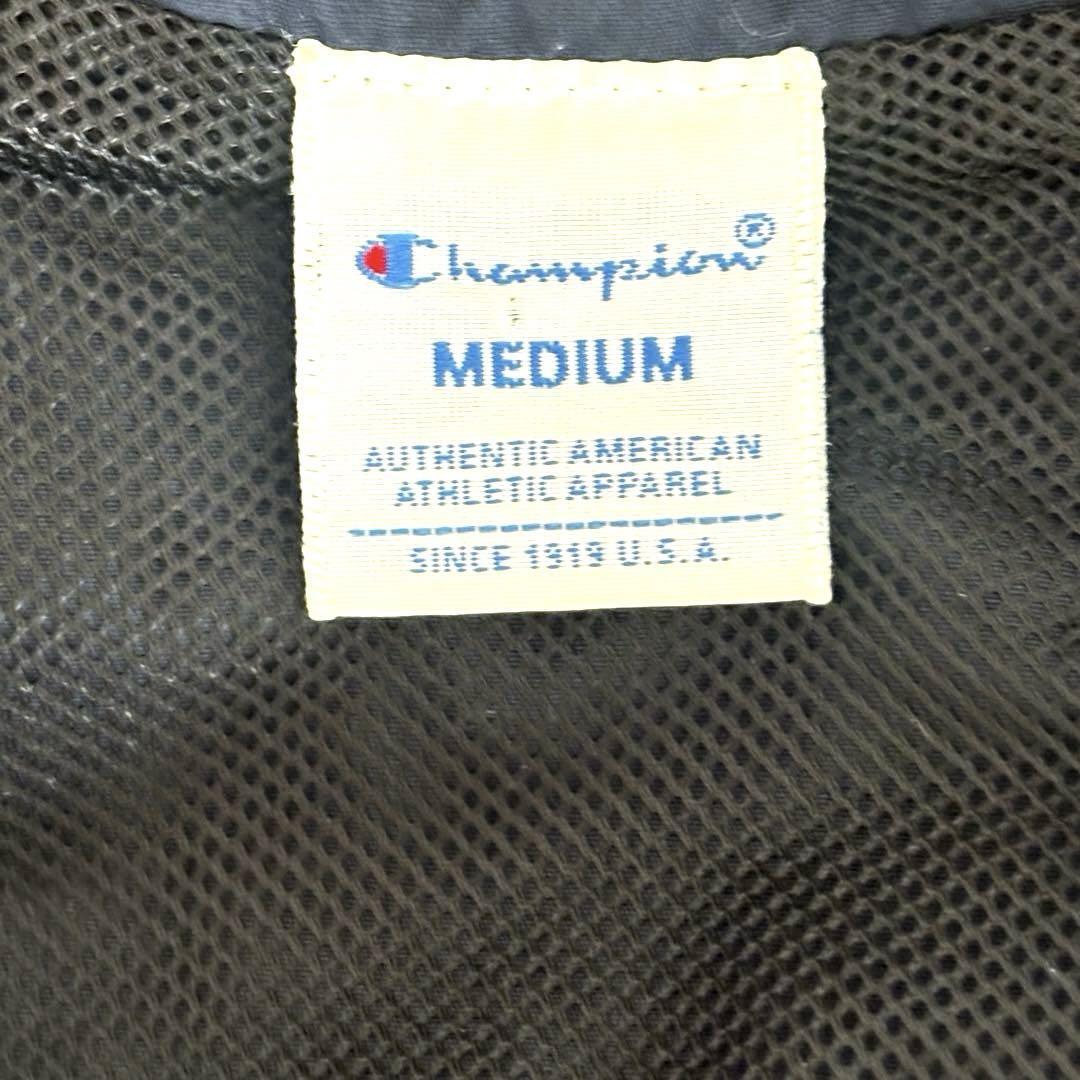 Champion®
MEDIUM
AUTHENTIC AMERICAN
ATHLETIC APPAREL
SINCE 1919 U.S.A.